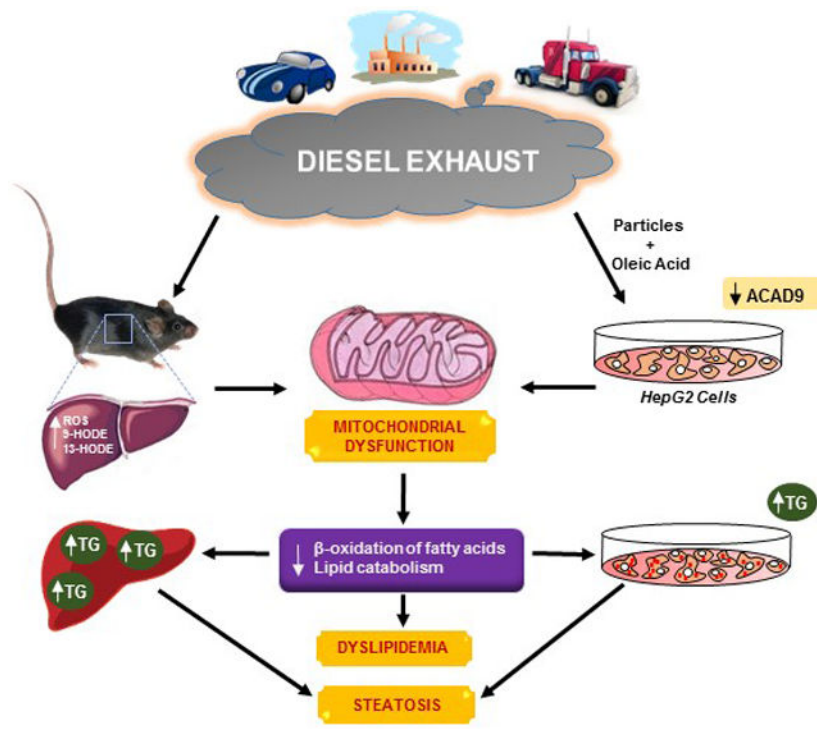 DIESEL EXHAUST
Particles
+
Oleic Acid
↓ ACAD9
HepG2 Cells
↑ ROS
9-HODE
13-HODE
MITOCHONDRIAL
DYSFUNCTION
↑TG
↑TG
↑TG
↓ β-oxidation of fatty acids
Lipid catabolism
↑TG
DYSLIPIDEMIA
STEATOSIS